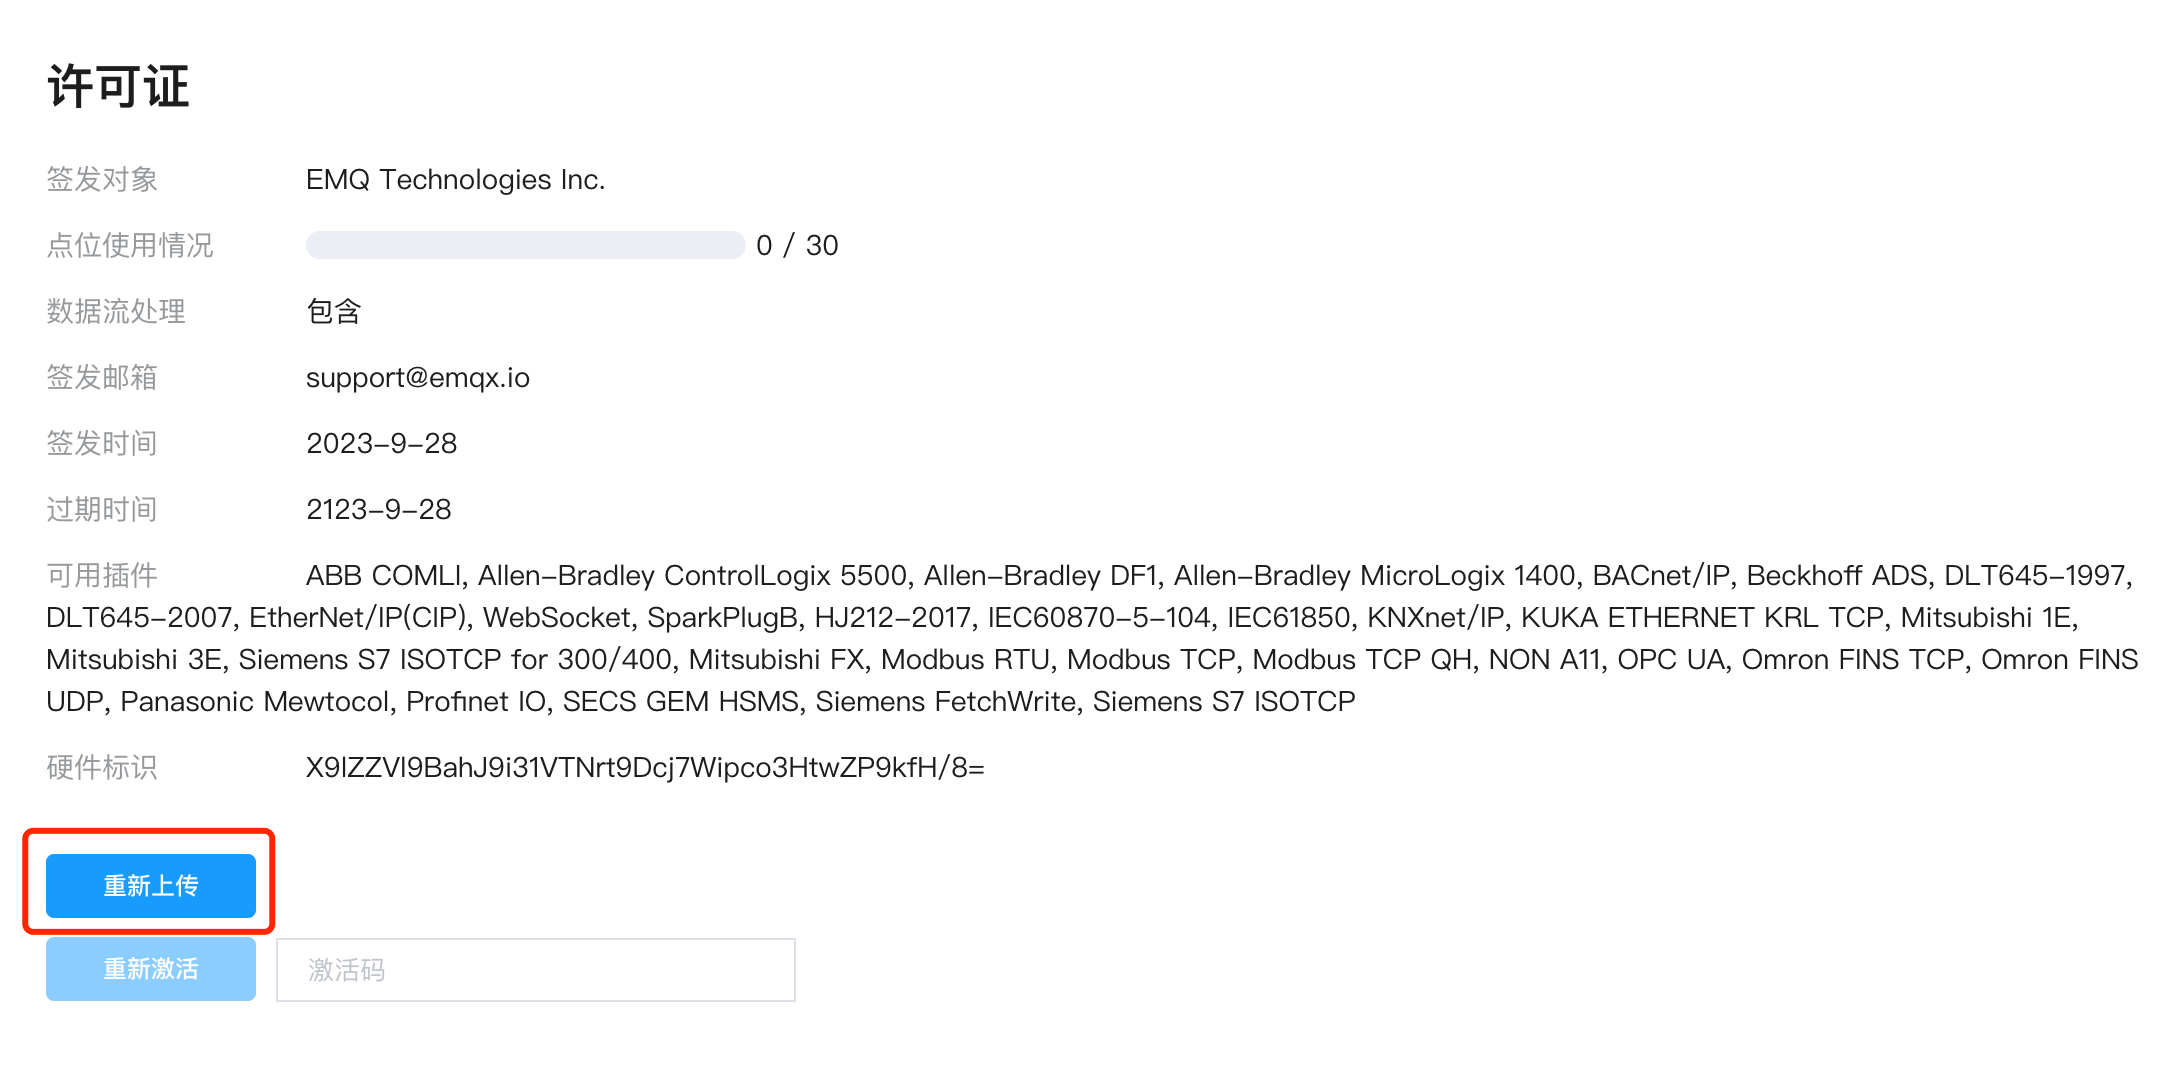 许可证
签发对象 EMQ Technologies Inc.
点位使用情况 0 / 30
数据流处理 包含
签发邮箱 support@emqx.io
签发时间 2023-9-28
过期时间 2123-9-28
可用插件 ABB COMLI, Allen-Bradley ControlLogix 5500, Allen-Bradley DF1, Allen-Bradley MicroLogix 1400, BACnet/IP, Beckhoff ADS, DLT645-1997,
DLT645-2007, EtherNet/IP(CIP), WebSocket, SparkPlugB, HJ212-2017, IEC60870-5-104, IEC61850, KNXnet/IP, KUKA ETHERNET KRL TCP, Mitsubishi 1E,
Mitsubishi 3E, Siemens S7 ISOTCP for 300/400, Mitsubishi FX, Modbus RTU, Modbus TCP, Modbus TCP QH, NON A11, OPC UA, Omron FINS TCP, Omron FINS
UDP, Panasonic Mewtocol, Profinet IO, SECS GEM HSMS, Siemens FetchWrite, Siemens S7 ISOTCP
硬件标识 X9lZZVl9BahJ9i31VTNrt9Dcj7Wipco3HtwZP9kfH/8=
重新上传
重新激活 激活码